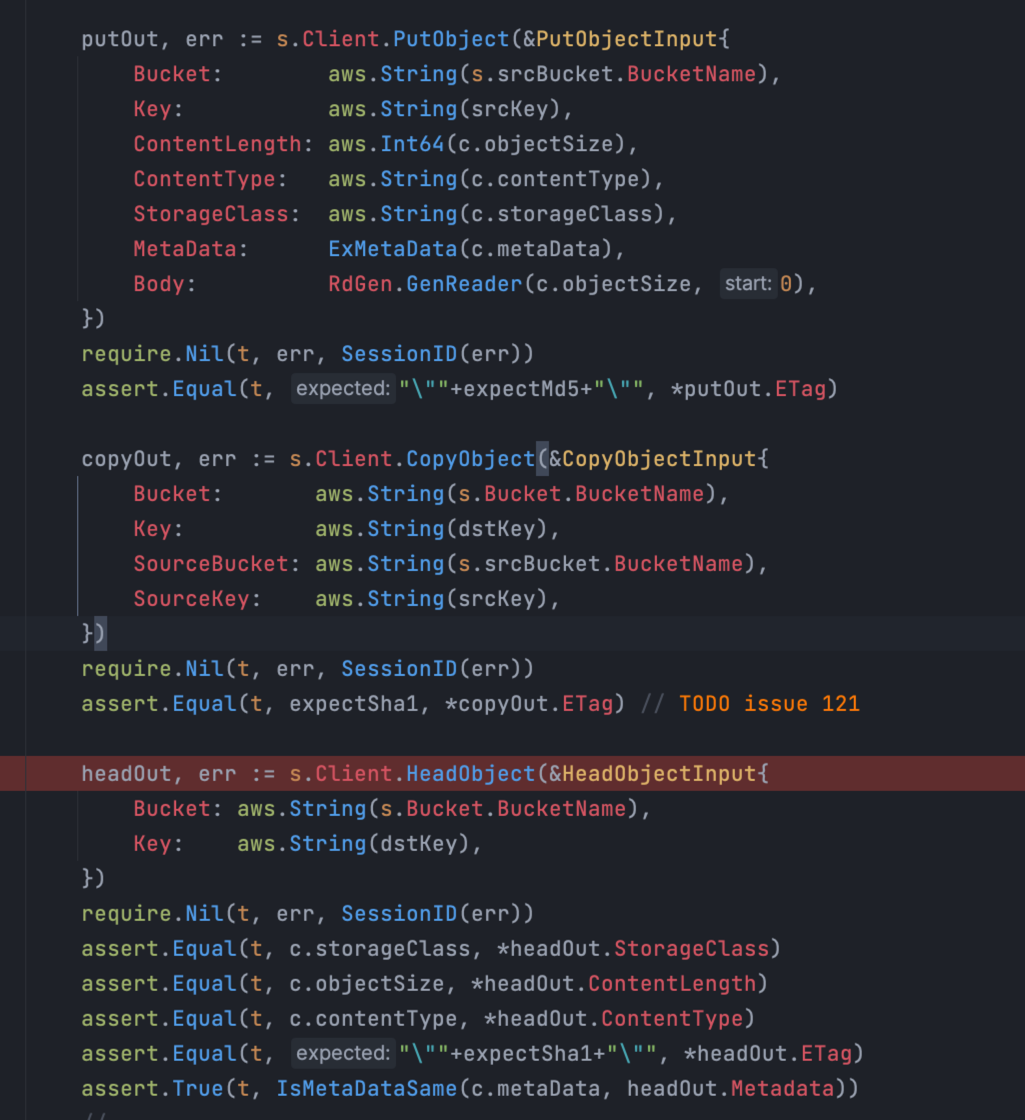 putOut, err := s.Client.PutObject(&PutObjectInput{
    Bucket:        aws.String(s.srcBucket.BucketName),
    Key:           aws.String(srcKey),
    ContentLength: aws.Int64(c.objectSize),
    ContentType:   aws.String(c.contentType),
    StorageClass:  aws.String(c.storageClass),
    MetaData:      ExMetaData(c.metaData),
    Body:          RdGen.GenReader(c.objectSize, start: 0),
})
require.Nil(t, err, SessionID(err))
assert.Equal(t, expected: "\""+expectMd5+"\"", *putOut.ETag)
copyOut, err := s.Client.CopyObject(&CopyObjectInput{
    Bucket:       aws.String(s.Bucket.BucketName),
    Key:          aws.String(dstKey),
    SourceBucket: aws.String(s.srcBucket.BucketName),
    SourceKey:    aws.String(srcKey),
})
require.Nil(t, err, SessionID(err))
assert.Equal(t, expectSha1, *copyOut.ETag) // TODO issue 121
headOut, err := s.Client.HeadObject(&HeadObjectInput{
    Bucket: aws.String(s.Bucket.BucketName),
    Key:    aws.String(dstKey),
})
require.Nil(t, err, SessionID(err))
assert.Equal(t, c.storageClass, *headOut.StorageClass)
assert.Equal(t, c.objectSize, *headOut.ContentLength)
assert.Equal(t, c.contentType, *headOut.ContentType)
assert.Equal(t, expected: "\""+expectSha1+"\"", *headOut.ETag)
assert.True(t, IsMetaDataSame(c.metaData, headOut.Metadata))
//